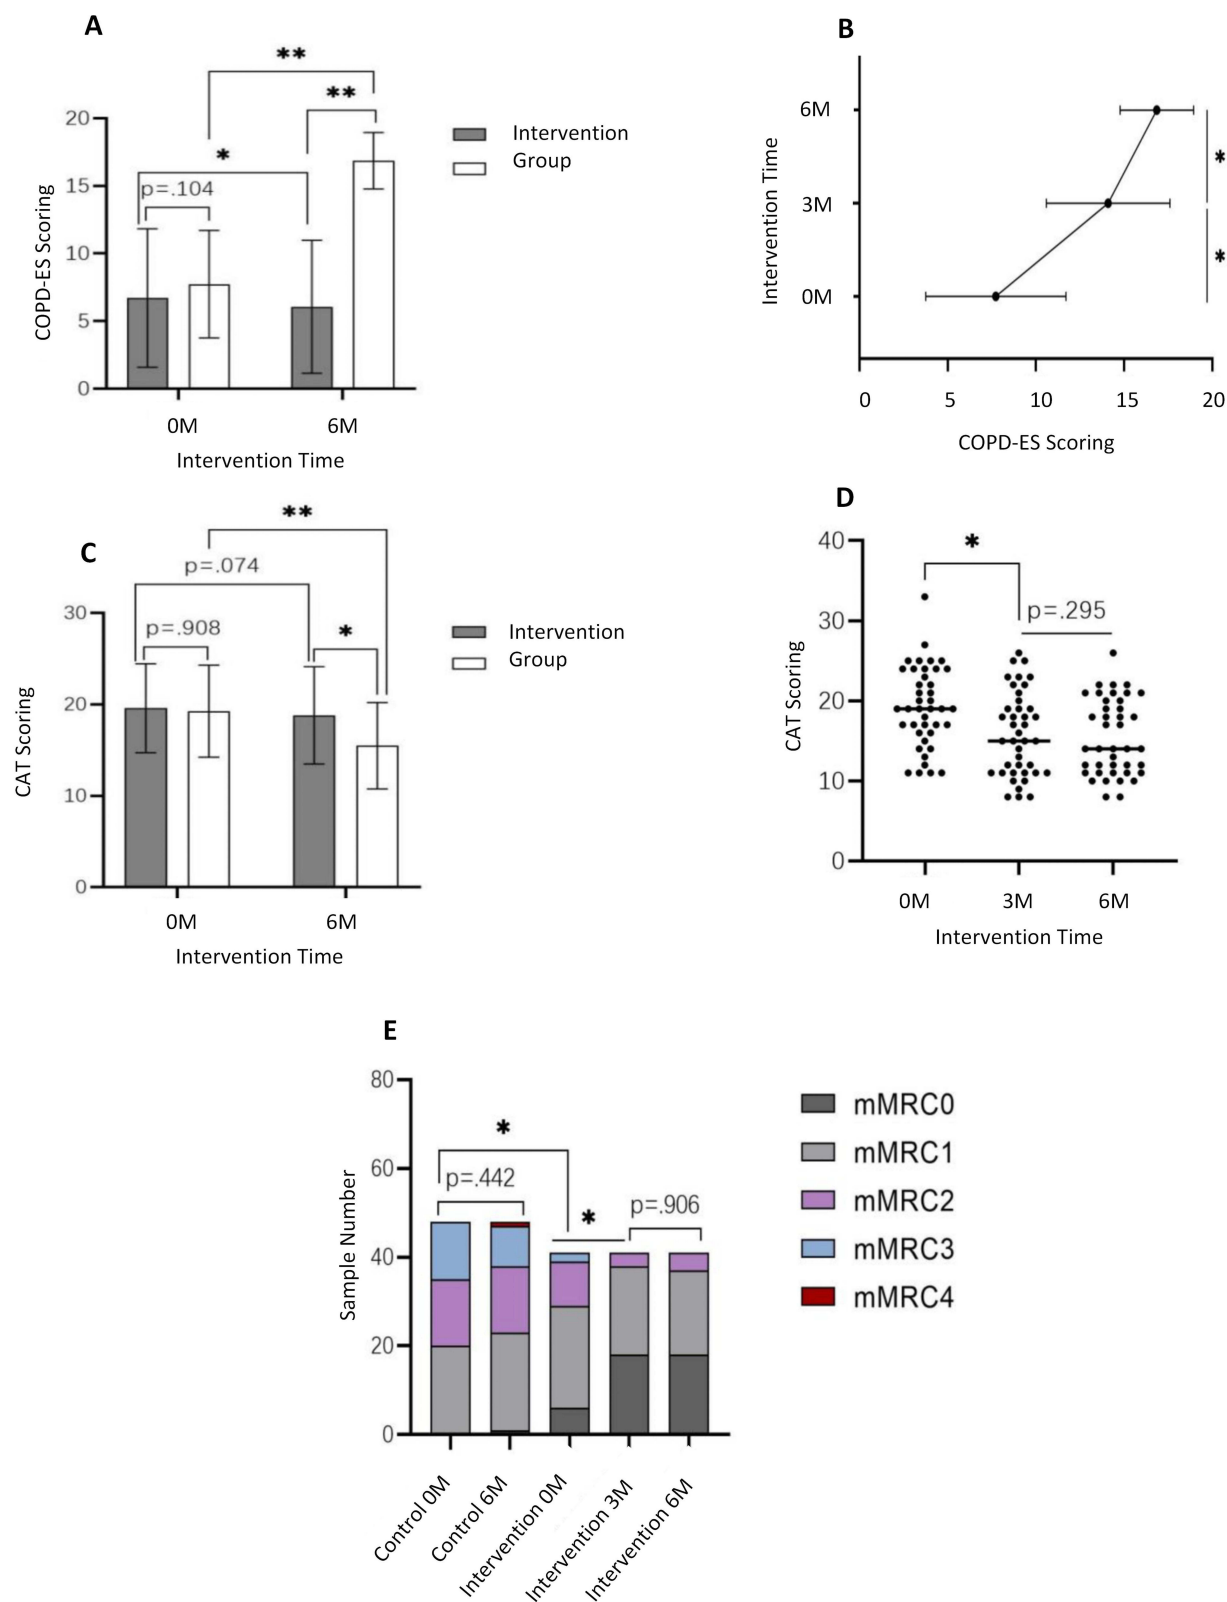 A
**
**
*
p=.104
20
15
10
5
0
COPD-ES Scoring
0M
6M
Intervention Time
Intervention
Group
B
6M
3M
0M
Intervention Time
*
*
0
5
10
15
20
COPD-ES Scoring
C
**
p=.074
p=.908
*
30
20
10
0
CAT Scoring
0M
6M
Intervention Time
Intervention
Group
D
*
p=.295
40
30
20
10
0
CAT Scoring
0M
3M
6M
Intervention Time
E
*
p=.442
*
p=.906
80
60
40
20
0
Sample Number
Control 0M
Control 6M
Intervention 0M
Intervention 3M
Intervention 6M
mMRC0
mMRC1
mMRC2
mMRC3
mMRC4